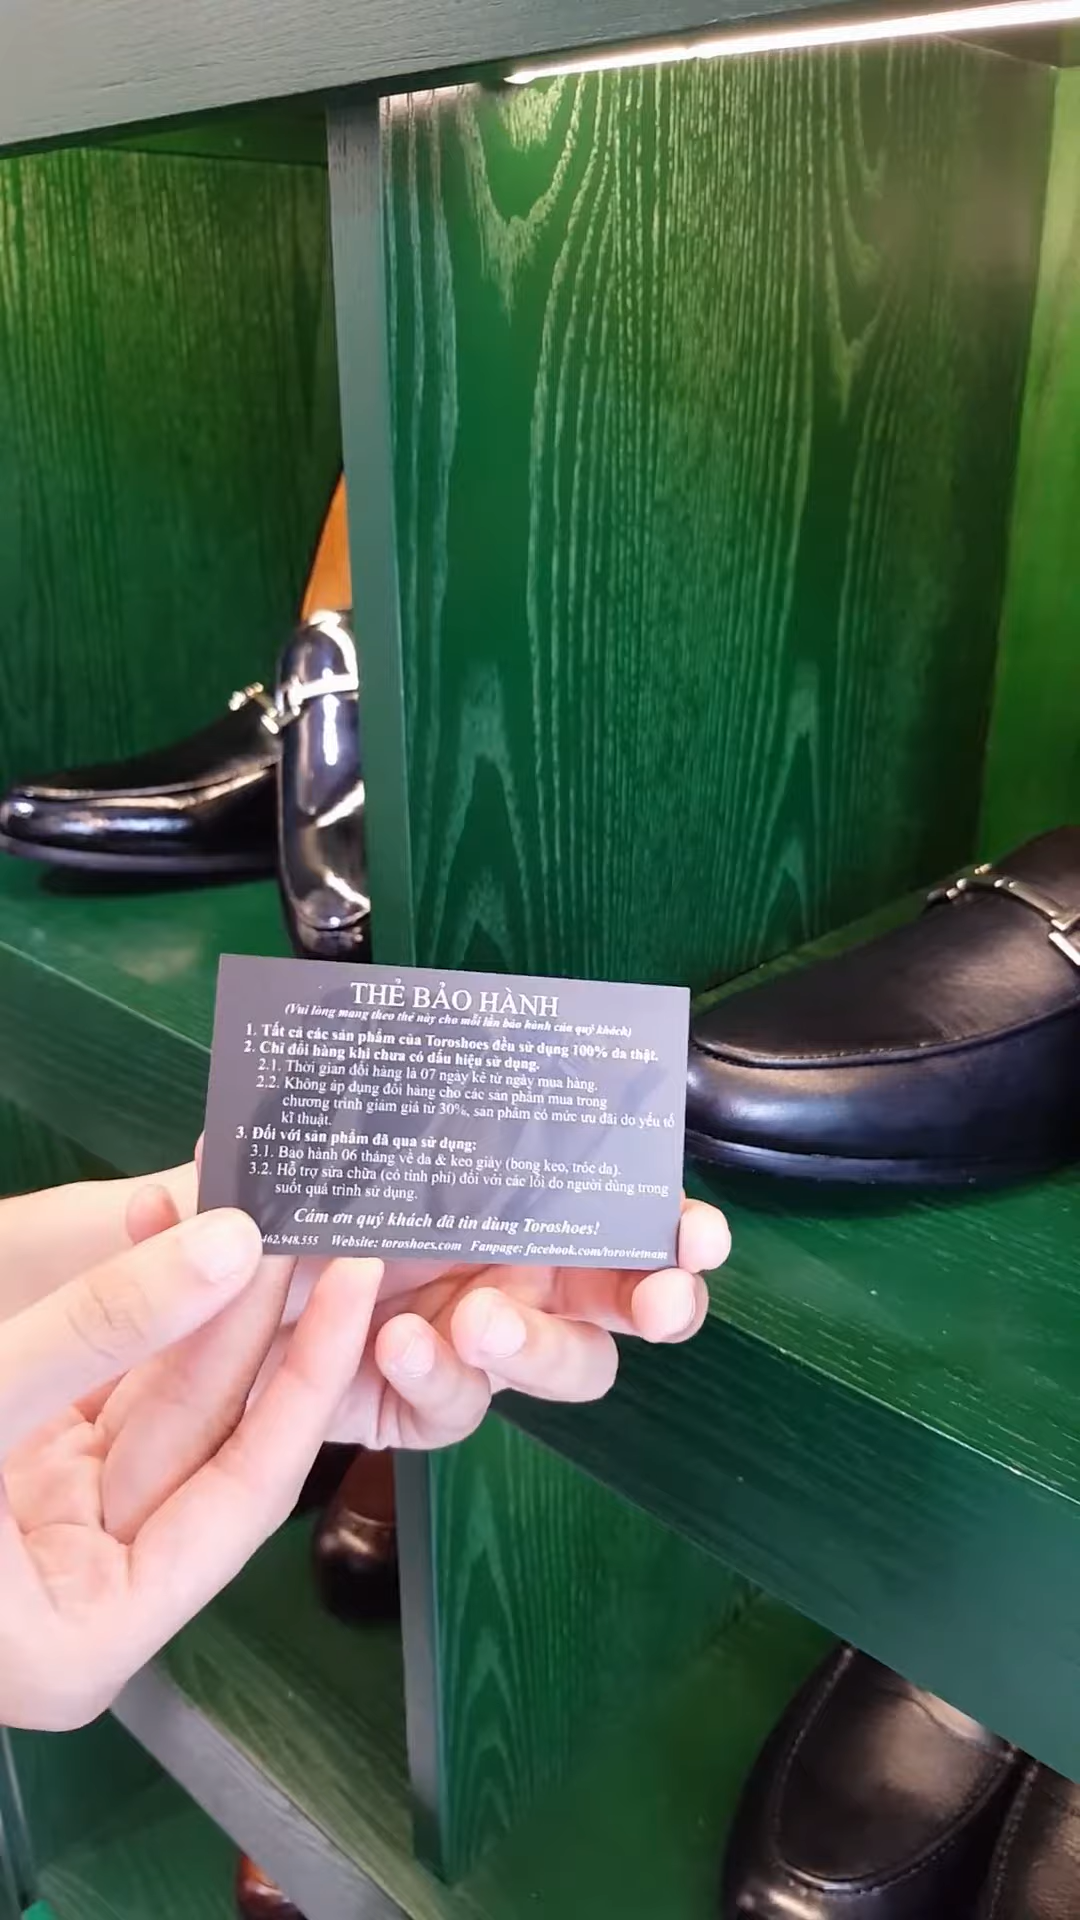 THẺ BẢO HÀNH
(Vui lòng mang theo thẻ này cho mỗi lần bảo hành của quý khách)
1. Tất cả các sản phẩm của Toroshoes đều sử dụng 100% da thật.
2. Chỉ đổi hàng khi chưa có dấu hiệu sử dụng.
2.1. Thời gian đổi hàng là 07 ngày kể từ ngày mua hàng.
2.2. Không áp dụng đổi hàng cho các sản phẩm mua trong
chương trình giảm giá từ 30%, sản phẩm có mức ưu đãi do yếu tố
kĩ thuật.
3. Đối với sản phẩm đã qua sử dụng:
3.1. Bảo hành 06 tháng về da & keo giày (bong keo, tróc da).
3.2. Hỗ trợ sửa chữa (có tính phí) đối với các lỗi do người dùng trong
suốt quá trình sử dụng.
Cảm ơn quý khách đã tin dùng Toroshoes!
462.948.555 Website: toroshoes.com Fanpage: facebook.com/torovietnam